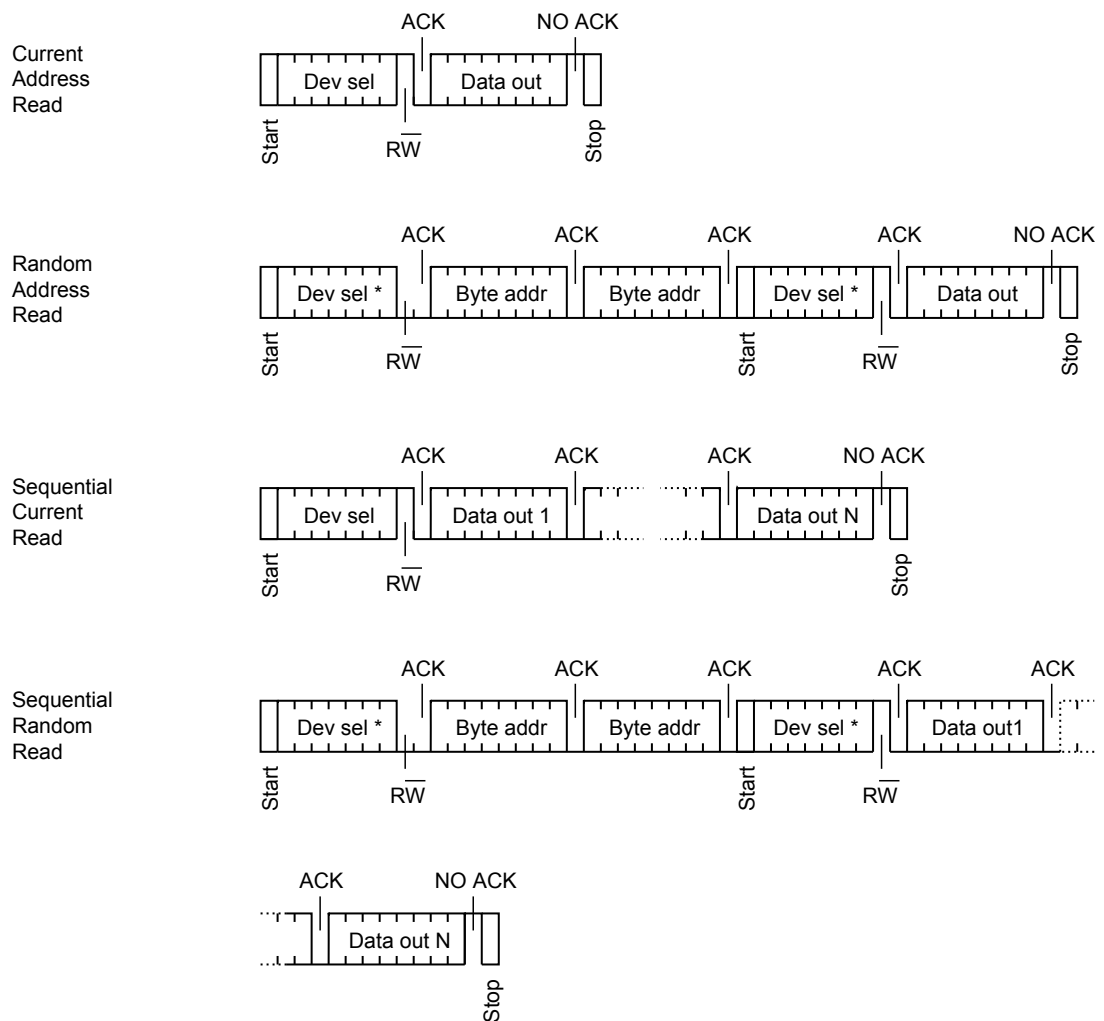 ACK NO ACK
Current
Address
Read
Dev sel Data out
Start RW̅ Stop
ACK ACK ACK ACK NO ACK
Random
Address
Read
Dev sel * Byte addr Byte addr Dev sel * Data out
Start RW̅ Start RW̅ Stop
ACK ACK ACK NO ACK
Sequential
Current
Read
Dev sel Data out 1 Data out N
Start RW̅ Stop
ACK ACK ACK ACK ACK
Sequential
Random
Read
Dev sel * Byte addr Byte addr Dev sel * Data out1
Start RW̅ Start RW̅
ACK NO ACK
Data out N
Stop